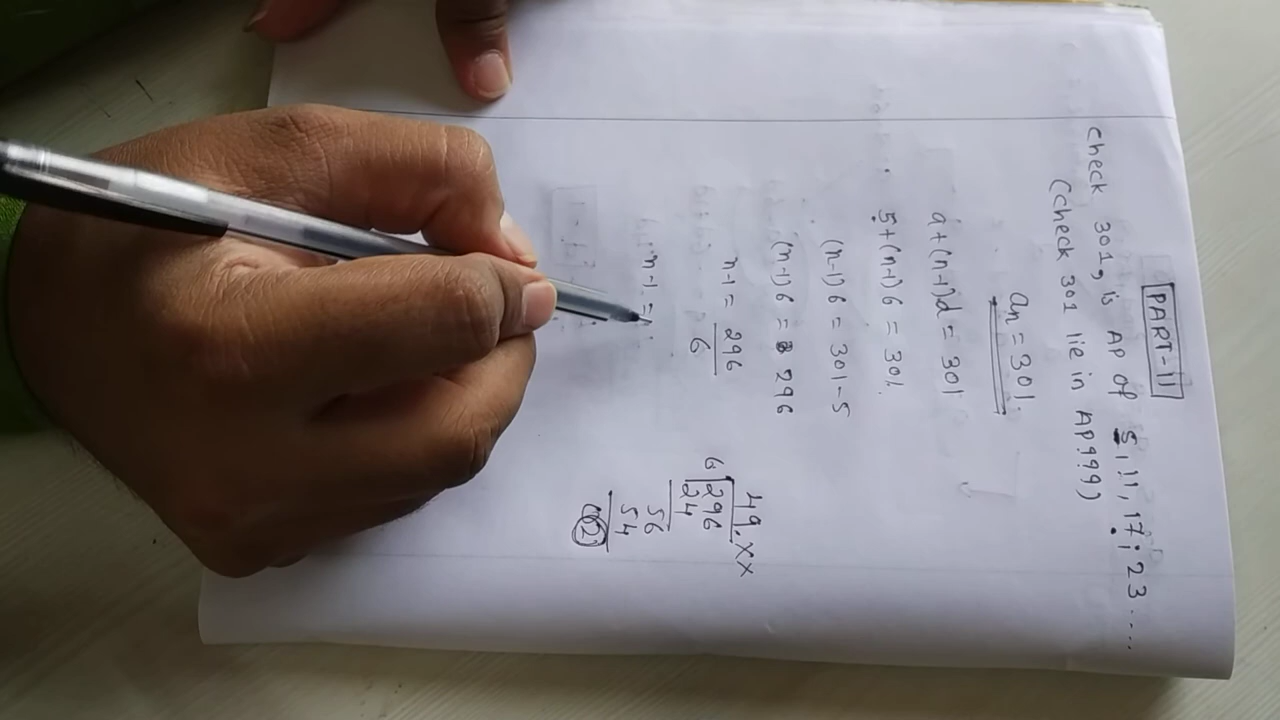 PART-11
check 301, is AP of 5, 11, 17, 23....
(check 301 lie in AP???)
an = 301.
a+(n-1)d = 301
5+(n-1)6 = 301.
(n-1)6 = 301-5
(n-1)6 = 296
n-1 = 296
6
n-1 =
49.xx
6 296
24
56
54
2